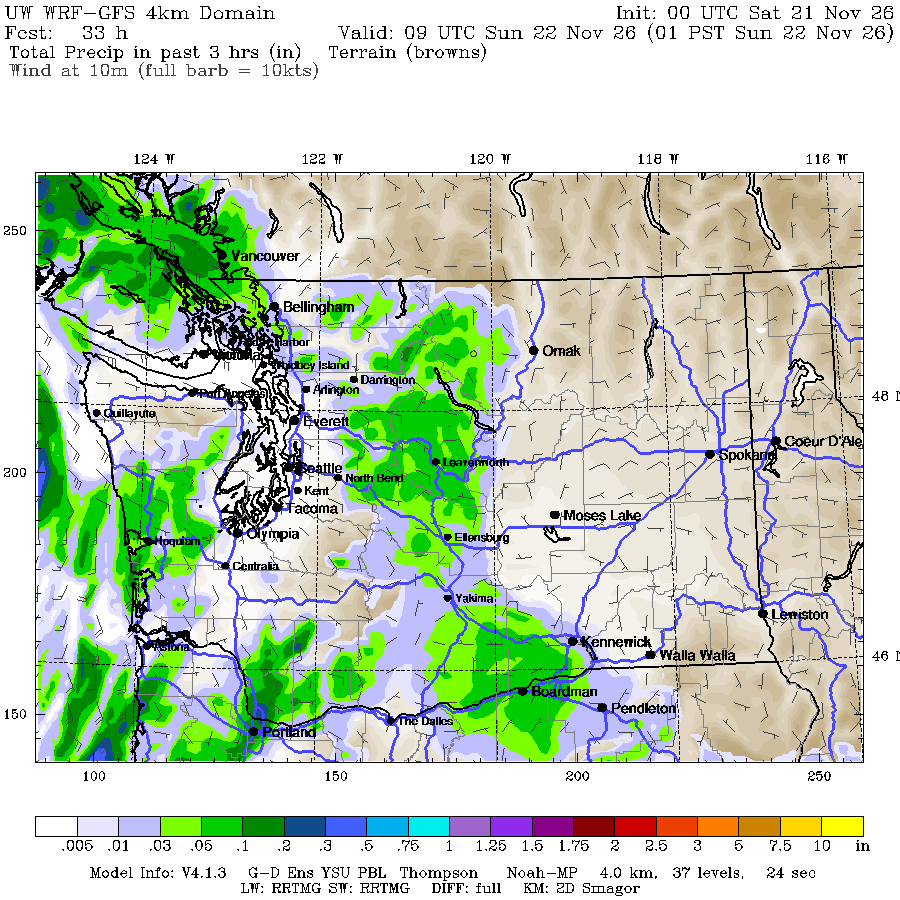 UW WRF-GFS 4km Domain Init: 00 UTC Sat 21 Nov 26
Fcst: 33 h Valid: 09 UTC Sun 22 Nov 26 (01 PST Sun 22 Nov 26)
Total Precip in past 3 hrs (in) Terrain (browns)
Wind at 10m (full barb = 10kts)
124 W 122 W 120 W 118 W 116 W
250
Vancouver
Bellingham
Harbor
Omak
Whidbey Island
Darrington
Arlington
Port Angeles
48 N
Quillayute
Everett
Coeur D'Ale
Spokane
200
Seattle
Leavenworth
North Bend
Kent
Tacoma
Moses Lake
Olympia
Hoquiam
Ellensburg
Centralia
Yakima
Lewiston
Kennewick
Astoria
Walla Walla
46 N
Boardman
Pendleton
150
The Dalles
Portland
100 150 200 250
.005 .01 .03 .05 .1 .2 .3 .5 .75 1 1.25 1.5 1.75 2 2.5 3 5 7.5 10 in
Model Info: V4.1.3 G-D Ens YSU PBL Thompson Noah-MP 4.0 km, 37 levels, 24 sec
LW: RRTMG SW: RRTMG DIFF: full KM: 2D Smagor